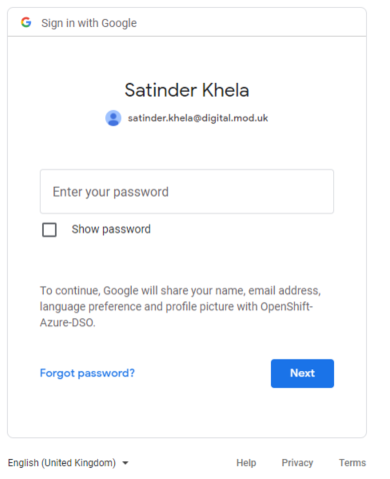 Sign in with Google
Satinder Khela
satinder.khela@digital.mod.uk
Enter your password
Show password
To continue, Google will share your name, email address,
language preference and profile picture with OpenShift-
Azure-DSO.
Forgot password?
Next
English (United Kingdom)
Help
Privacy
Terms